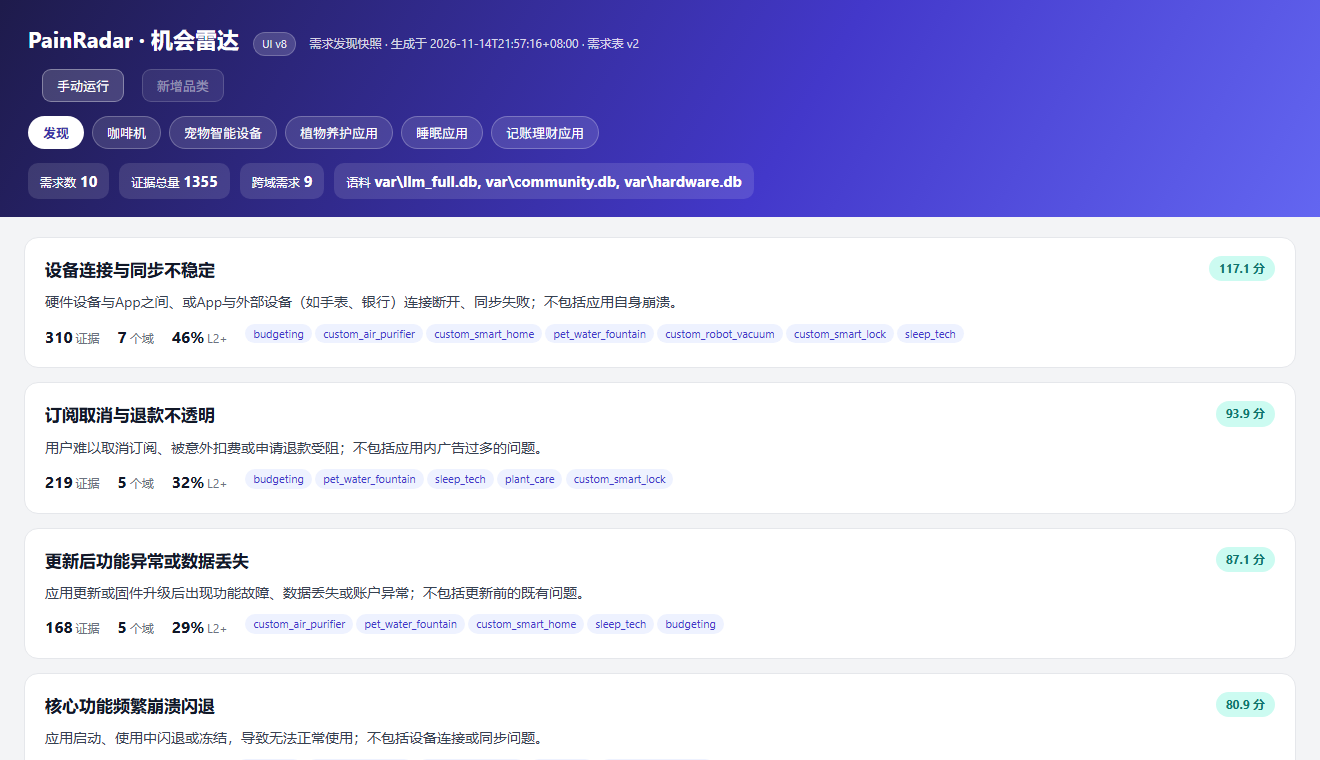 PainRadar · 机会雷达 UI v8 需求发现快照 · 生成于 2026-11-14T21:57:16+08:00 · 需求表 v2
手动运行 新增品类
发现 咖啡机 宠物智能设备 植物养护应用 睡眠应用 记账理财应用
需求数 10 证据总量 1355 跨域需求 9 语料 var\llm_full.db, var\community.db, var\hardware.db
设备连接与同步不稳定 117.1 分
硬件设备与App之间、或App与外部设备（如手表、银行）连接断开、同步失败；不包括应用自身崩溃。
310 证据 7 个域 46% L2+ budgeting custom_air_purifier custom_smart_home pet_water_fountain custom_robot_vacuum custom_smart_lock sleep_tech
订阅取消与退款不透明 93.9 分
用户难以取消订阅、被意外扣费或申请退款受阻；不包括应用内广告过多的问题。
219 证据 5 个域 32% L2+ budgeting pet_water_fountain sleep_tech plant_care custom_smart_lock
更新后功能异常或数据丢失 87.1 分
应用更新或固件升级后出现功能故障、数据丢失或账户异常；不包括更新前的既有问题。
168 证据 5 个域 29% L2+ custom_air_purifier pet_water_fountain custom_smart_home sleep_tech budgeting
核心功能频繁崩溃闪退 80.9 分
应用启动、使用中闪退或冻结，导致无法正常使用；不包括设备连接或同步问题。